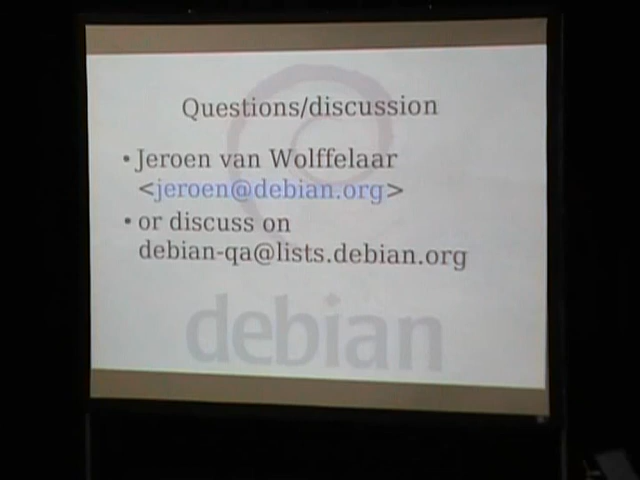 Questions/discussion
• Jeroen van Wolffelaar
<jeroen@debian.org>
• or discuss on
debian-qa@lists.debian.org
debian